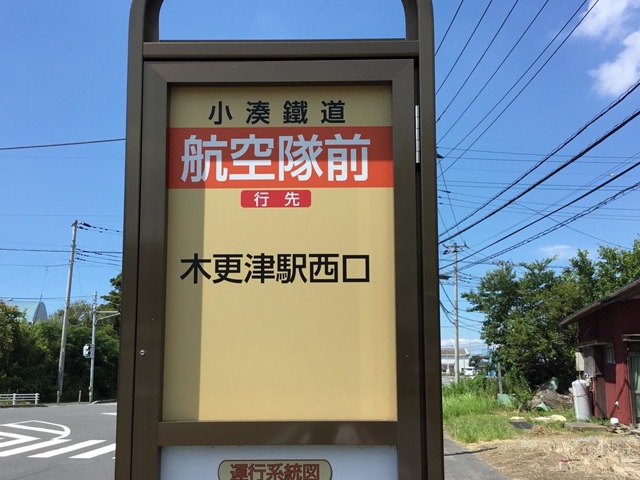 小湊鐵道
航空隊前
行先
木更津駅西口
運行系統図